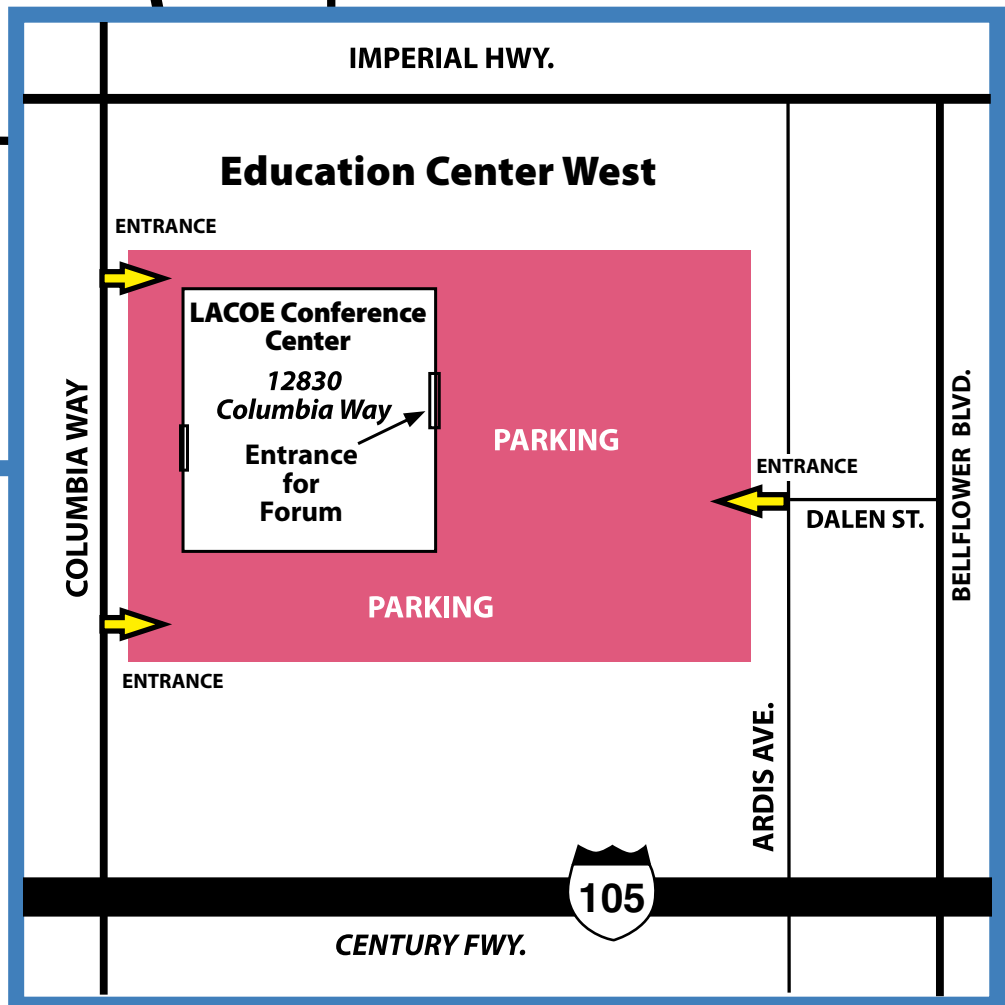 IMPERIAL HWY.
Education Center West
ENTRANCE
LACOE Conference
Center
12830
Columbia Way
Entrance
for
Forum
PARKING
ENTRANCE
DALEN ST.
COLUMBIA WAY
BELLFLOWER BLVD.
PARKING
ENTRANCE
ARDIS AVE.
105
CENTURY FWY.